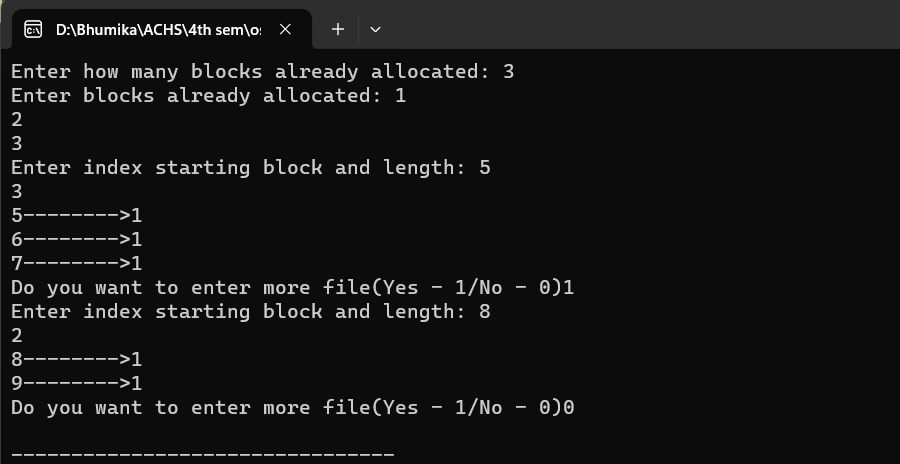 D:\Bhumika\ACHS\4th sem\o
Enter how many blocks already allocated: 3
Enter blocks already allocated: 1
2
3
Enter index starting block and length: 5
3
5-------->1
6-------->1
7-------->1
Do you want to enter more file(Yes - 1/No - 0)1
Enter index starting block and length: 8
2
8-------->1
9-------->1
Do you want to enter more file(Yes - 1/No - 0)0
--------------------------------